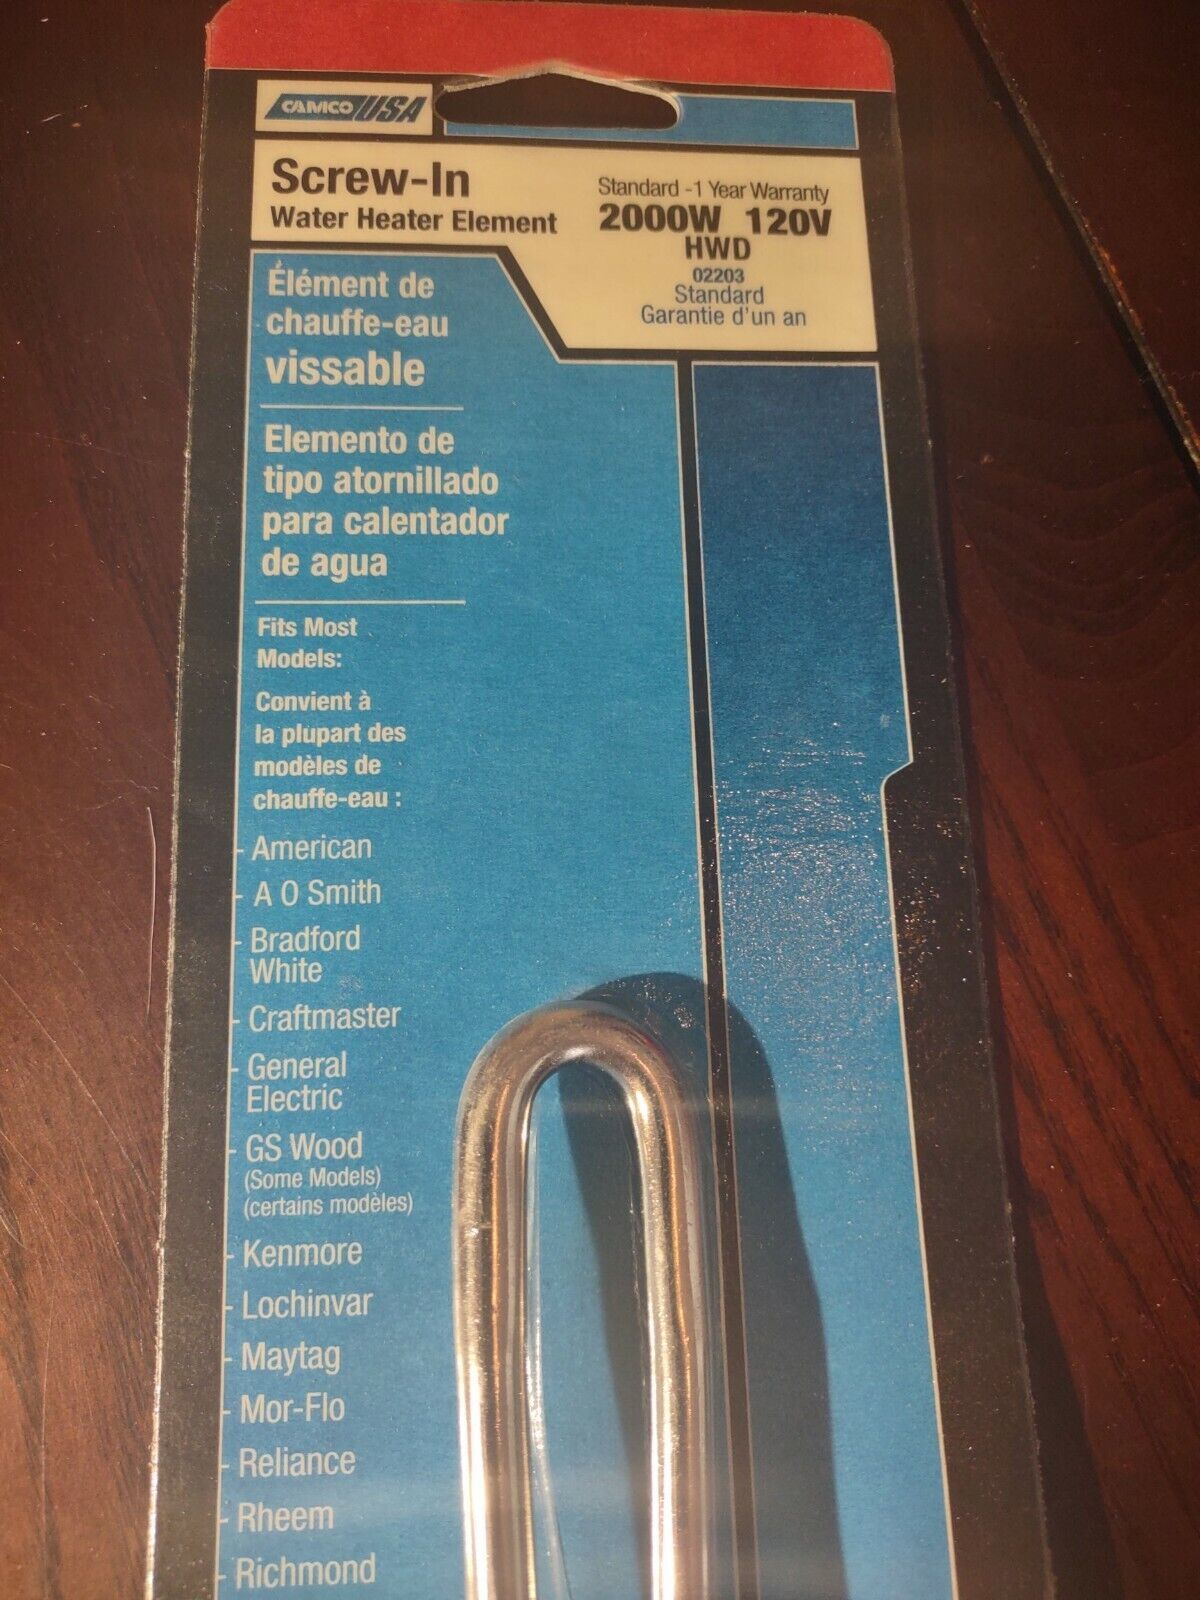 CAMCO USA
Screw-In
Water Heater Element
Standard -1 Year Warranty
2000W 120V
HWD
02203
Standard
Garantie d'un an
Élément de
chauffe-eau
vissable
Elemento de
tipo atornillado
para calentador
de agua
Fits Most
Models:
Convient à
la plupart des
modèles de
chauffe-eau :
- American
- A O Smith
- Bradford
White
- Craftmaster
- General
Electric
- GS Wood
(Some Models)
(certains modèles)
- Kenmore
- Lochinvar
- Maytag
- Mor-Flo
- Reliance
- Rheem
- Richmond